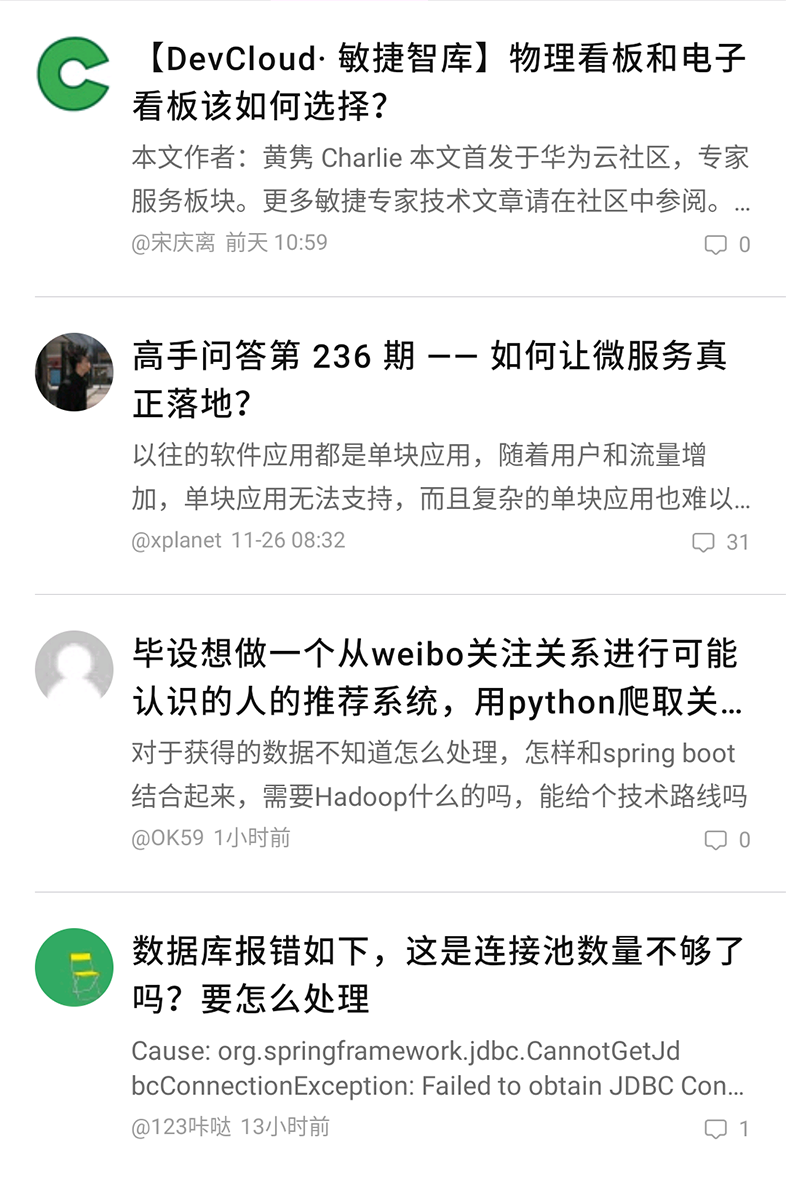 【DevCloud· 敏捷智库】物理看板和电子
看板该如何选择？
本文作者：黄隽 Charlie 本文首发于华为云社区，专家
服务板块。更多敏捷专家技术文章请在社区中参阅。...
@宋庆离 前天 10:59
0
高手问答第 236 期 —— 如何让微服务真
正落地？
以往的软件应用都是单块应用，随着用户和流量增
加，单块应用无法支持，而且复杂的单块应用也难以...
@xplanet 11-26 08:32
31
毕设想做一个从weibo关注关系进行可能
认识的人的推荐系统，用python爬取关...
对于获得的数据不知道怎么处理，怎样和spring boot
结合起来，需要Hadoop什么的吗，能给个技术路线吗
@OK59 1小时前
0
数据库报错如下，这是连接池数量不够了
吗？要怎么处理
Cause: org.springframework.jdbc.CannotGetJd
bcConnectionException: Failed to obtain JDBC Con...
@123咔哒 13小时前
1